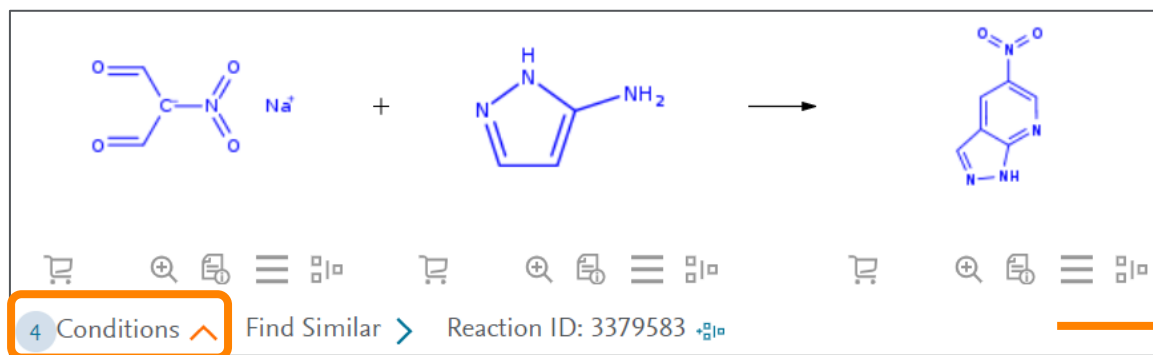 O O N O O C⁻ N⁺ O O Na⁺ + H N N NH₂ O N O N N NH
4 Conditions Find Similar Reaction ID: 3379583